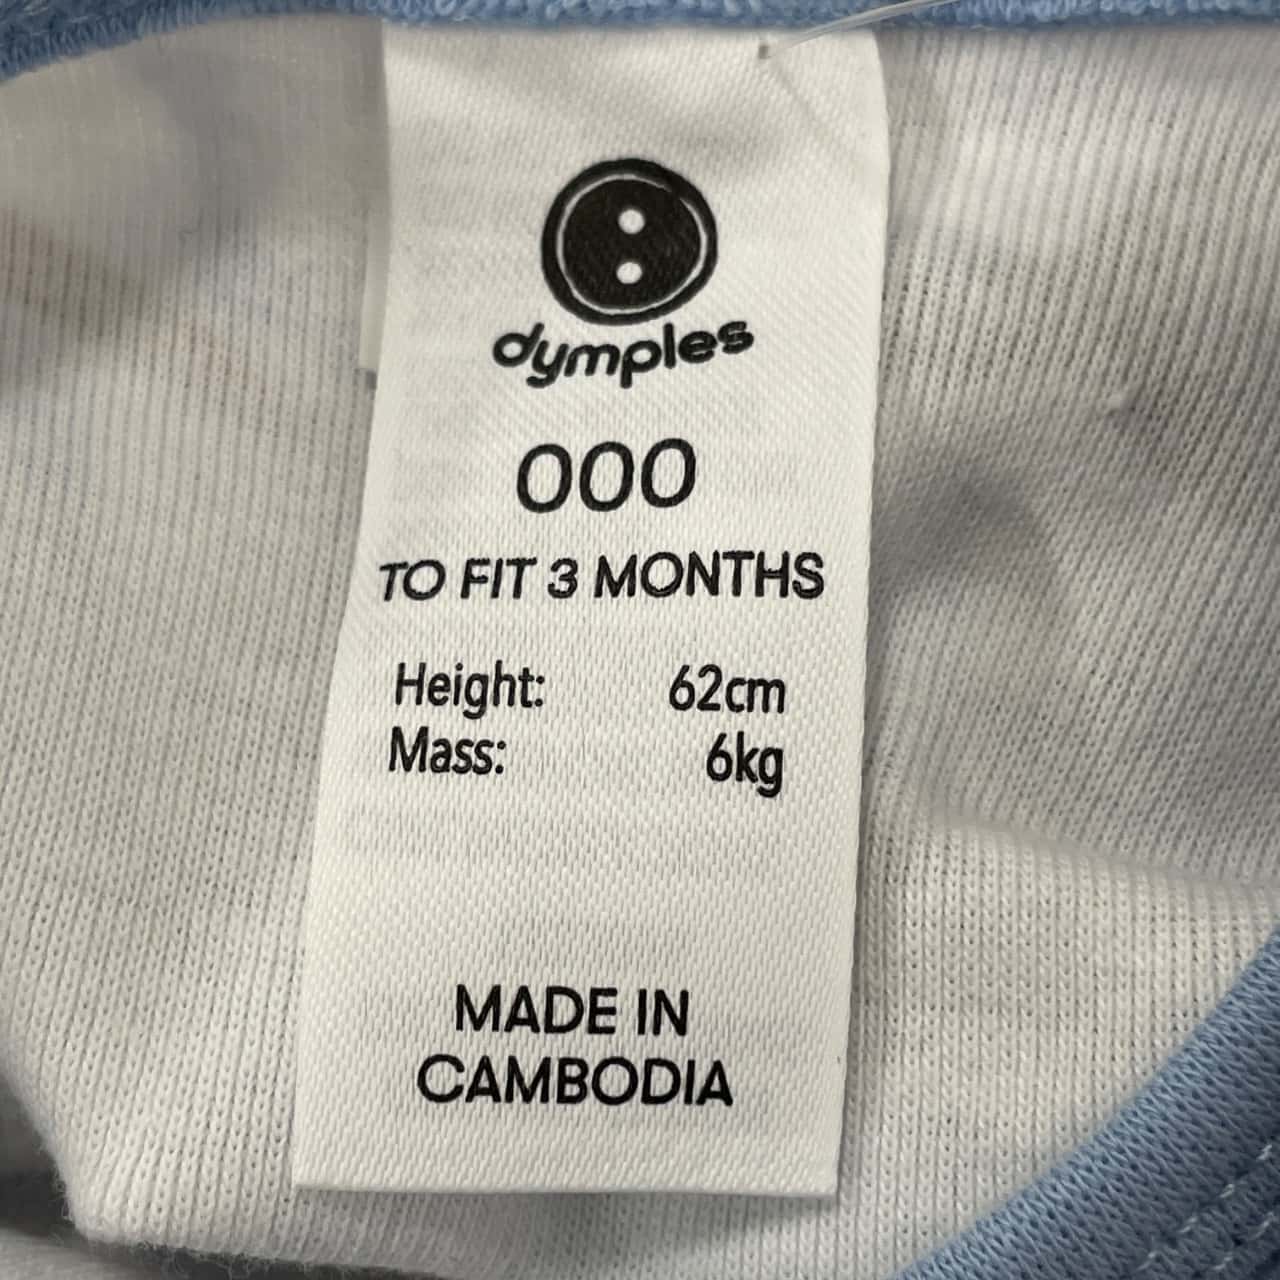 dymples
000
TO FIT 3 MONTHS
Height: 62cm
Mass: 6kg
MADE IN
CAMBODIA